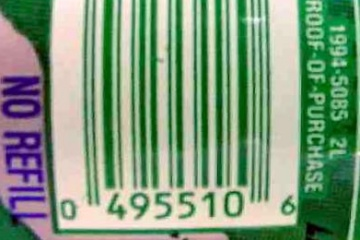 NO REFILL
0 495510 6
1994-5085 2L
PROOF-OF-PURCHASE